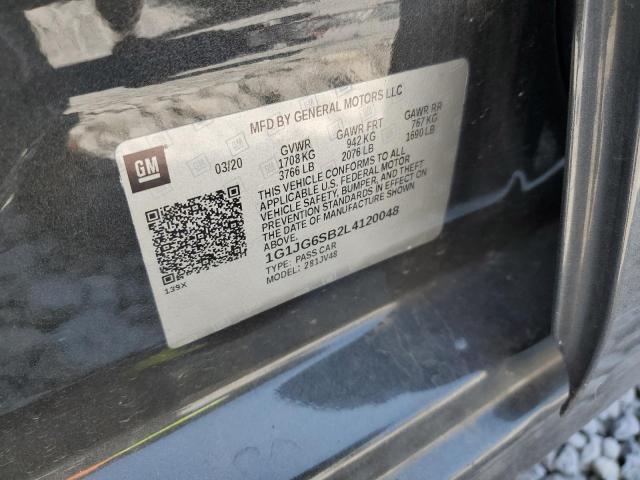 MFD BY GENERAL MOTORS LLC
GM
03/20
GVWR GAWR FRT GAWR RR
1708 KG 942 KG 767 KG
3766 LB 2076 LB 1690 LB
THIS VEHICLE CONFORMS TO ALL
APPLICABLE U.S. FEDERAL MOTOR
VEHICLE SAFETY, BUMPER, AND THEFT
PREVENTION STANDARDS IN EFFECT ON
THE DATE OF MANUFACTURE SHOWN ABOVE.
1G1JG6SB2L4120048
TYPE: PASS CAR
MODEL: 281JV48
139X